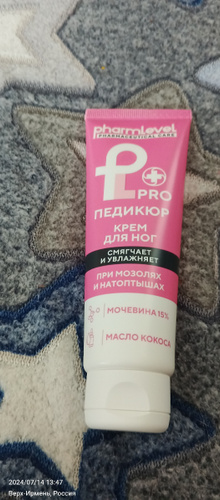 pharmlevel
PHARMACEUTICAL CARE
PL
PRO
ПЕДИКЮР
КРЕМ
ДЛЯ НОГ
СМЯГЧАЕТ
И УВЛАЖНЯЕТ
ПРИ МОЗОЛЯХ
И НАТОПТЫШАХ
МОЧЕВИНА 15%
МАСЛО КОКОСА
2024/07/14 13:47
Верх-Ирмень, Россия